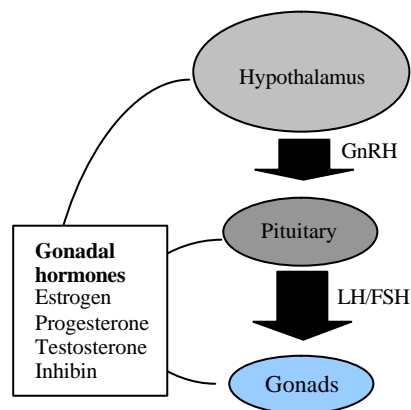 Hypothalamus
GnRH
Pituitary
LH/FSH
Gonads
Gonadal
hormones
Estrogen
Progesterone
Testosterone
Inhibin